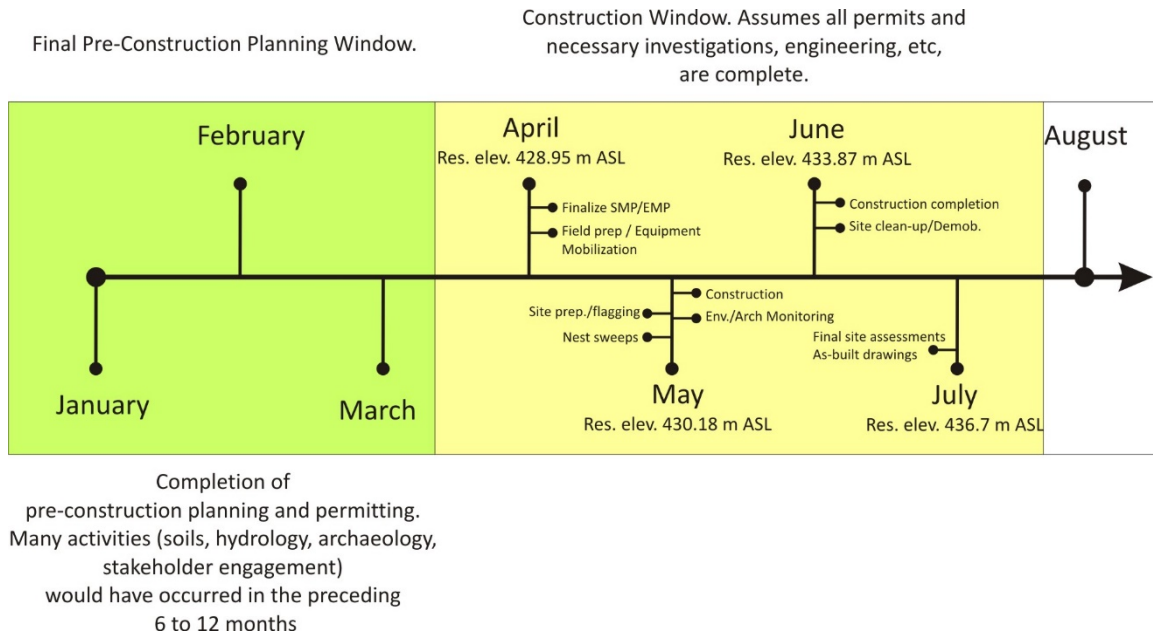 Final Pre-Construction Planning Window.
Construction Window. Assumes all permits and
necessary investigations, engineering, etc,
are complete.
February
April
Res. elev. 428.95 m ASL
Finalize SMP/EMP
Field prep / Equipment
Mobilization
June
Res. elev. 433.87 m ASL
Construction completion
Site clean-up/Demob.
August
January
March
Site prep./flagging
Nest sweeps
Construction
Env./Arch Monitoring
May
Res. elev. 430.18 m ASL
Final site assessments
As-built drawings
July
Res. elev. 436.7 m ASL
Completion of
pre-construction planning and permitting.
Many activities (soils, hydrology, archaeology,
stakeholder engagement)
would have occurred in the preceding
6 to 12 months